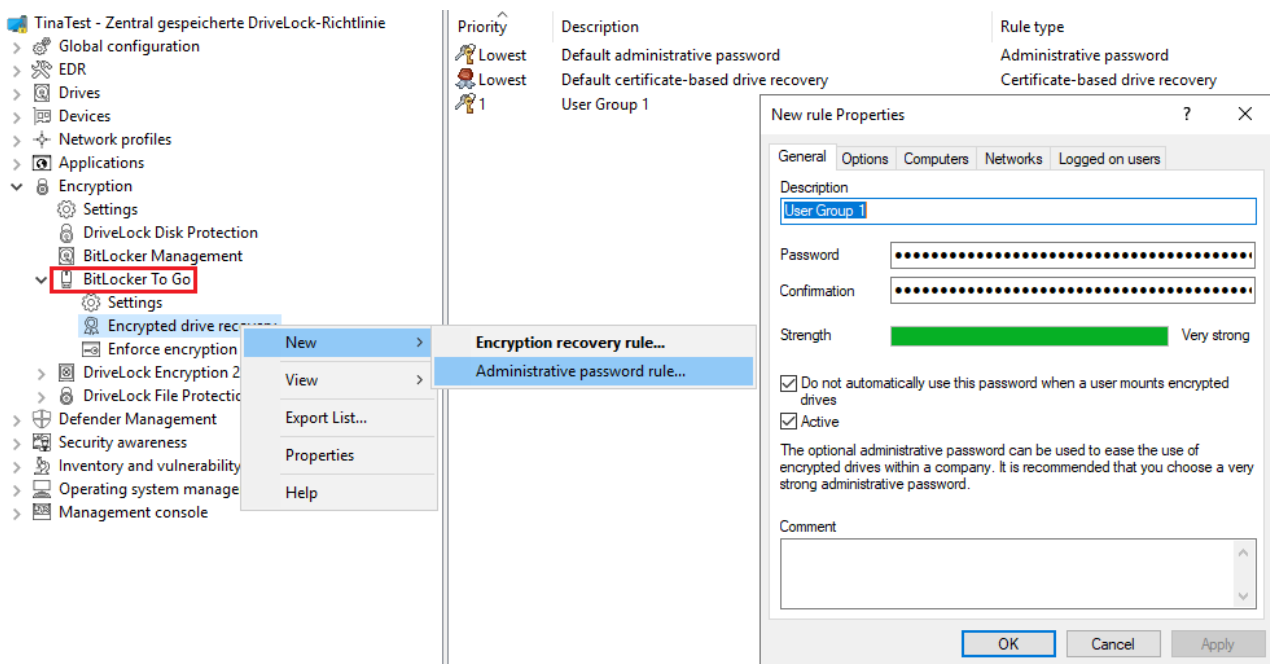 TinaTest - Zentral gespeicherte DriveLock-Richtlinie
Global configuration
EDR
Drives
Devices
Network profiles
Applications
Encryption
Settings
DriveLock Disk Protection
BitLocker Management
BitLocker To Go
Settings
Encrypted drive
Enforce encryption
DriveLock Encryption 2
DriveLock File
Defender Management
Security awareness
Inventory and vulnerability
Operating system
Management console
New
View
Export List...
Properties
Help
Encryption recovery rule...
Administrative password rule...
Priority Description Rule type
Lowest Default administrative password Administrative password
Lowest Default certificate-based drive recovery Certificate-based drive recovery
1 User Group 1
New rule Properties ? X
General Options Computers Networks Logged on users
Description
User Group 1
Password
Confirmation
Strength Very strong
Do not automatically use this password when a user mounts encrypted
drives
Active
The optional administrative password can be used to ease the use of
encrypted drives within a company. It is recommended that you choose a very
strong administrative password.
Comment
OK Cancel Apply